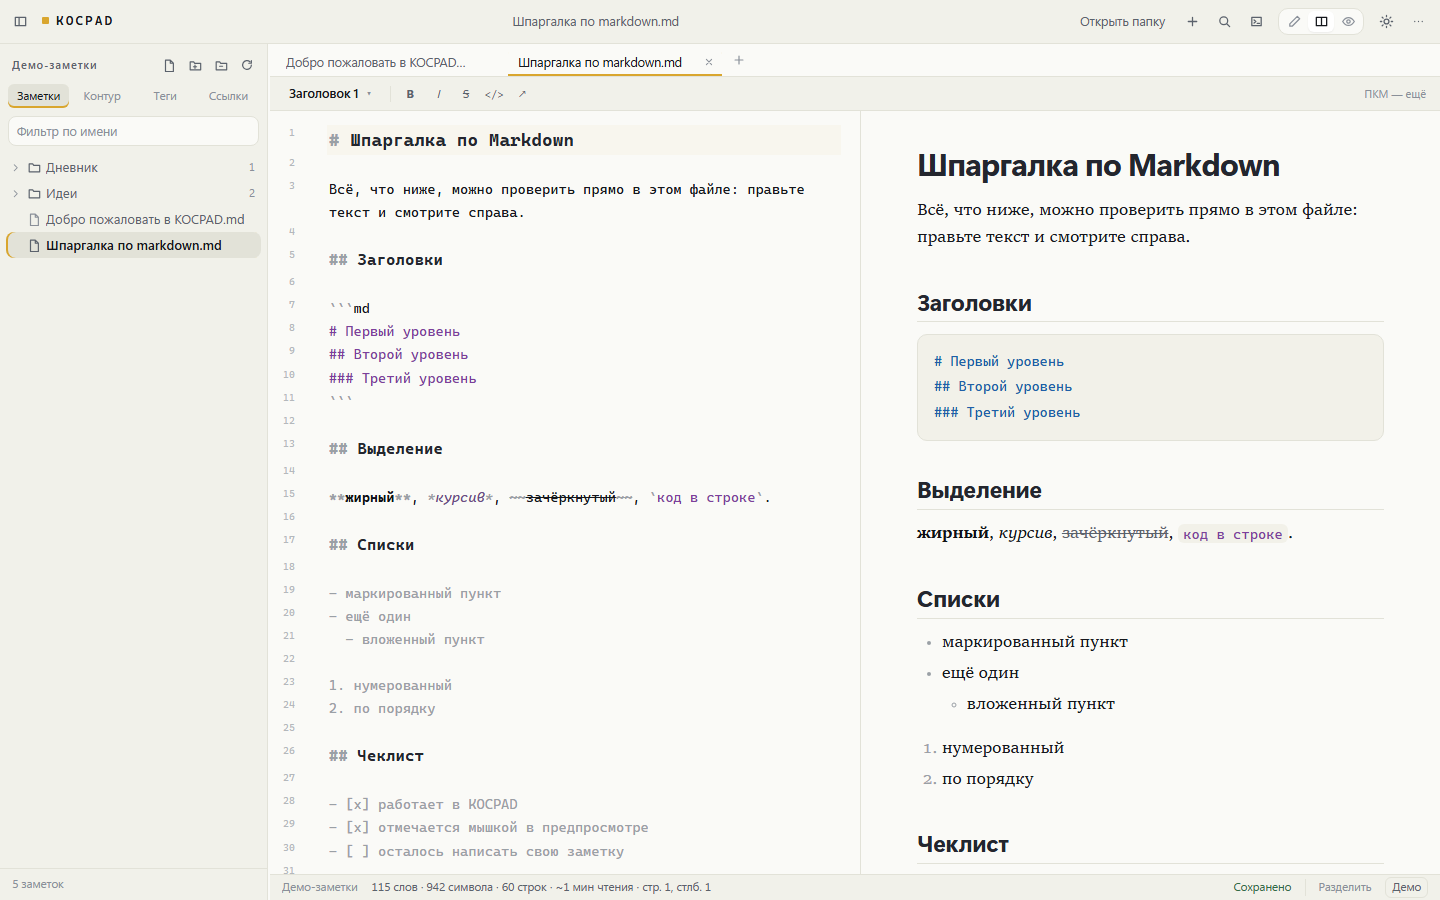 KOCPAD
Шпаргалка по markdown.md
Открыть папку
Демо-заметки
Заметки
Контур
Теги
Ссылки
Фильтр по имени
Дневник 1
Идеи 2
Добро пожаловать в KOCPAD.md
Шпаргалка по markdown.md
5 заметок
Добро пожаловать в KOCPAD...
Шпаргалка по markdown.md
Заголовок 1
B I S </>
ПКМ — ещё
1 # Шпаргалка по Markdown
2
3 Всё, что ниже, можно проверить прямо в этом файле: правьте
текст и смотрите справа.
4
5 ## Заголовки
6
7 ```md
8 # Первый уровень
9 ## Второй уровень
10 ### Третий уровень
11 ```
12
13 ## Выделение
14
15 **жирный**, *курсив*, ~~зачёркнутый~~, `код в строке`.
16
17 ## Списки
18
19 - маркированный пункт
20 - ещё один
21 - вложенный пункт
22
23 1. нумерованный
24 2. по порядку
25
26 ## Чеклист
27
28 - [x] работает в KOCPAD
29 - [x] отмечается мышкой в предпросмотре
30 - [ ] осталось написать свою заметку
31
Шпаргалка по Markdown
Всё, что ниже, можно проверить прямо в этом файле:
правьте текст и смотрите справа.
Заголовки
# Первый уровень
## Второй уровень
### Третий уровень
Выделение
жирный, курсив, зачёркнутый, код в строке.
Списки
• маркированный пункт
• ещё один
◦ вложенный пункт
1. нумерованный
2. по порядку
Чеклист
Демо-заметки
115 слов · 942 символа · 60 строк · ~1 мин чтения · стр. 1, стлб. 1
Сохранено
Разделить
Демо